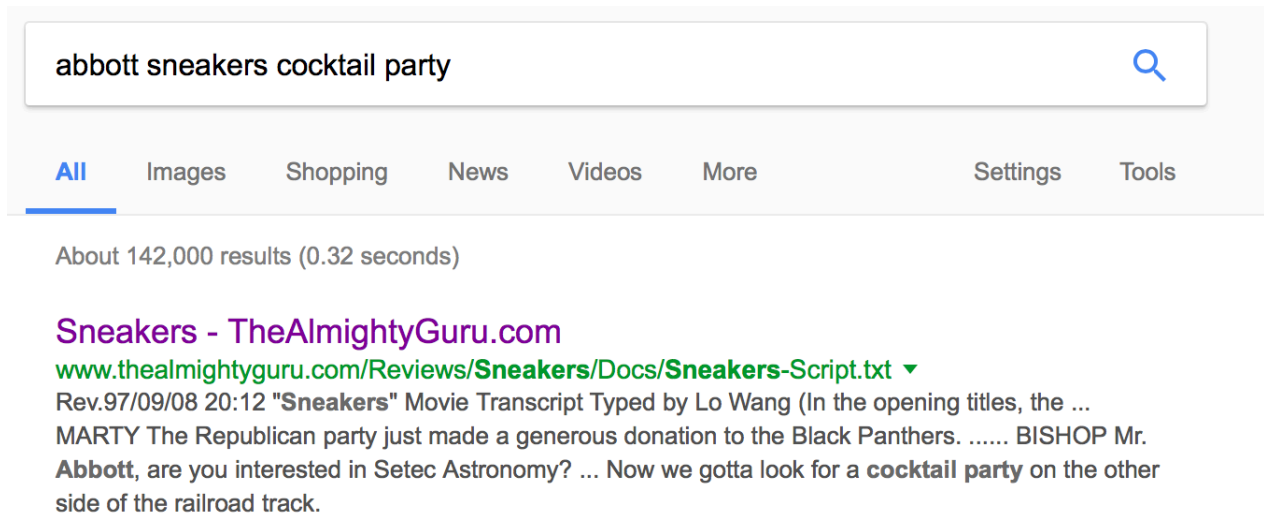 abbott sneakers cocktail party
All Images Shopping News Videos More Settings Tools
About 142,000 results (0.32 seconds)
Sneakers - TheAlmightyGuru.com
www.thealmightyguru.com/Reviews/Sneakers/Docs/Sneakers-Script.txt
Rev.97/09/08 20:12 "Sneakers" Movie Transcript Typed by Lo Wang (In the opening titles, the ...
MARTY The Republican party just made a generous donation to the Black Panthers. ...... BISHOP Mr.
Abbott, are you interested in Setec Astronomy? ... Now we gotta look for a cocktail party on the other
side of the railroad track.